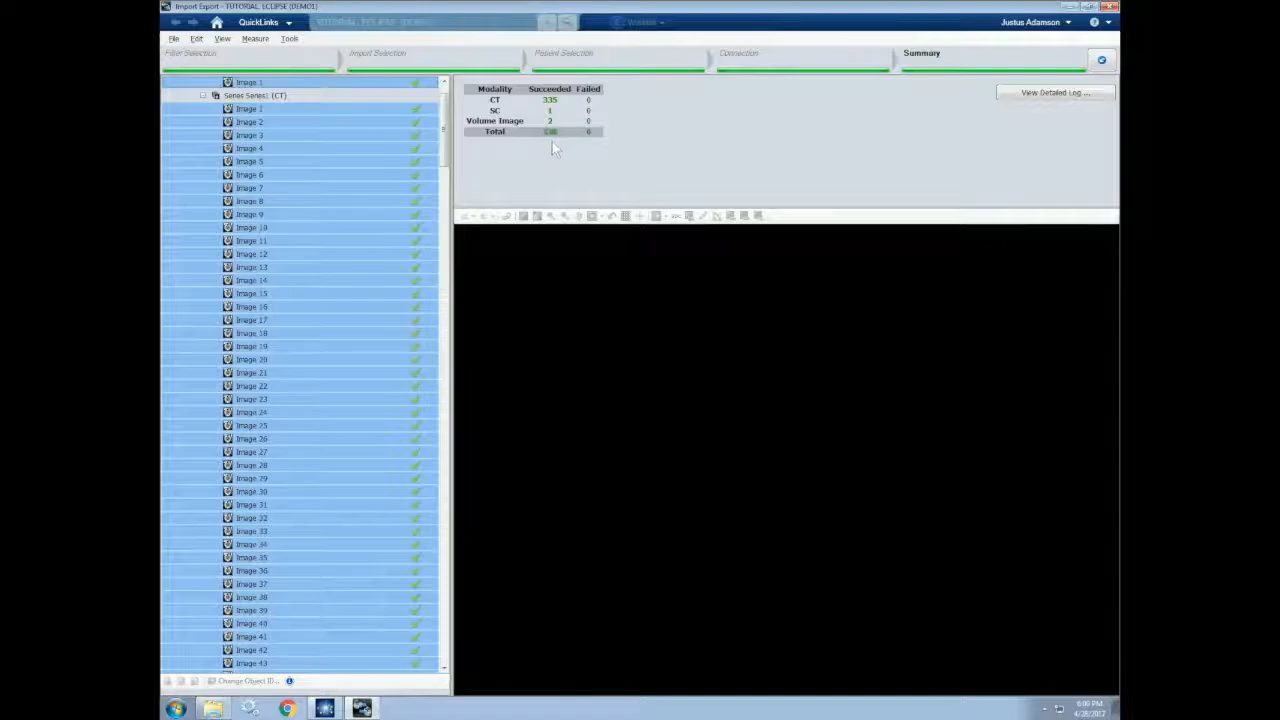 Import Export - TUTORIAL, ECLIPSE (DEMO1)
QuickLinks
TUTORIAL, ECLIPSE (DEMO1)
Justus Adamson
File Edit View Measure Tools
Filter Selection
Import Selection
Patient Selection
Connection
Summary
Image 1
Series Series1 (CT)
Image 1
Image 2
Image 3
Image 4
Image 5
Image 6
Image 7
Image 8
Image 9
Image 10
Image 11
Image 12
Image 13
Image 14
Image 15
Image 16
Image 17
Image 18
Image 19
Image 20
Image 21
Image 22
Image 23
Image 24
Image 25
Image 26
Image 27
Image 28
Image 29
Image 30
Image 31
Image 32
Image 33
Image 34
Image 35
Image 36
Image 37
Image 38
Image 39
Image 40
Image 41
Image 42
Image 43
Change Object ID...
Modality Succeeded Failed
CT 335 0
SC 1 0
Volume Image 2 0
Total 338 0
View Detailed Log ...
6:00 PM
4/28/2017